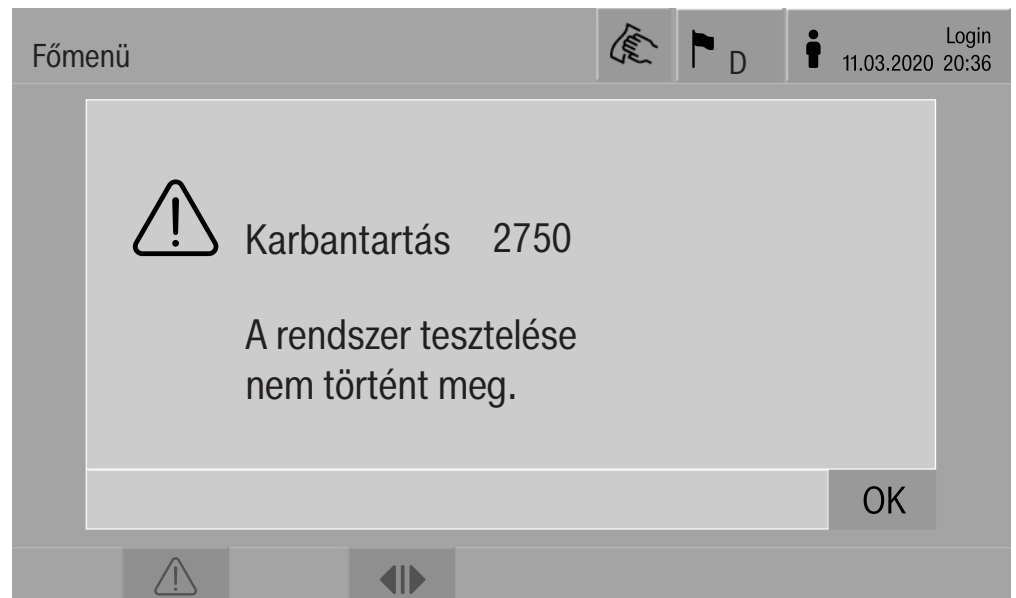 Főmenü
D
Login
11.03.2020 20:36
Karbantartás 2750
A rendszer tesztelése
nem történt meg.
OK